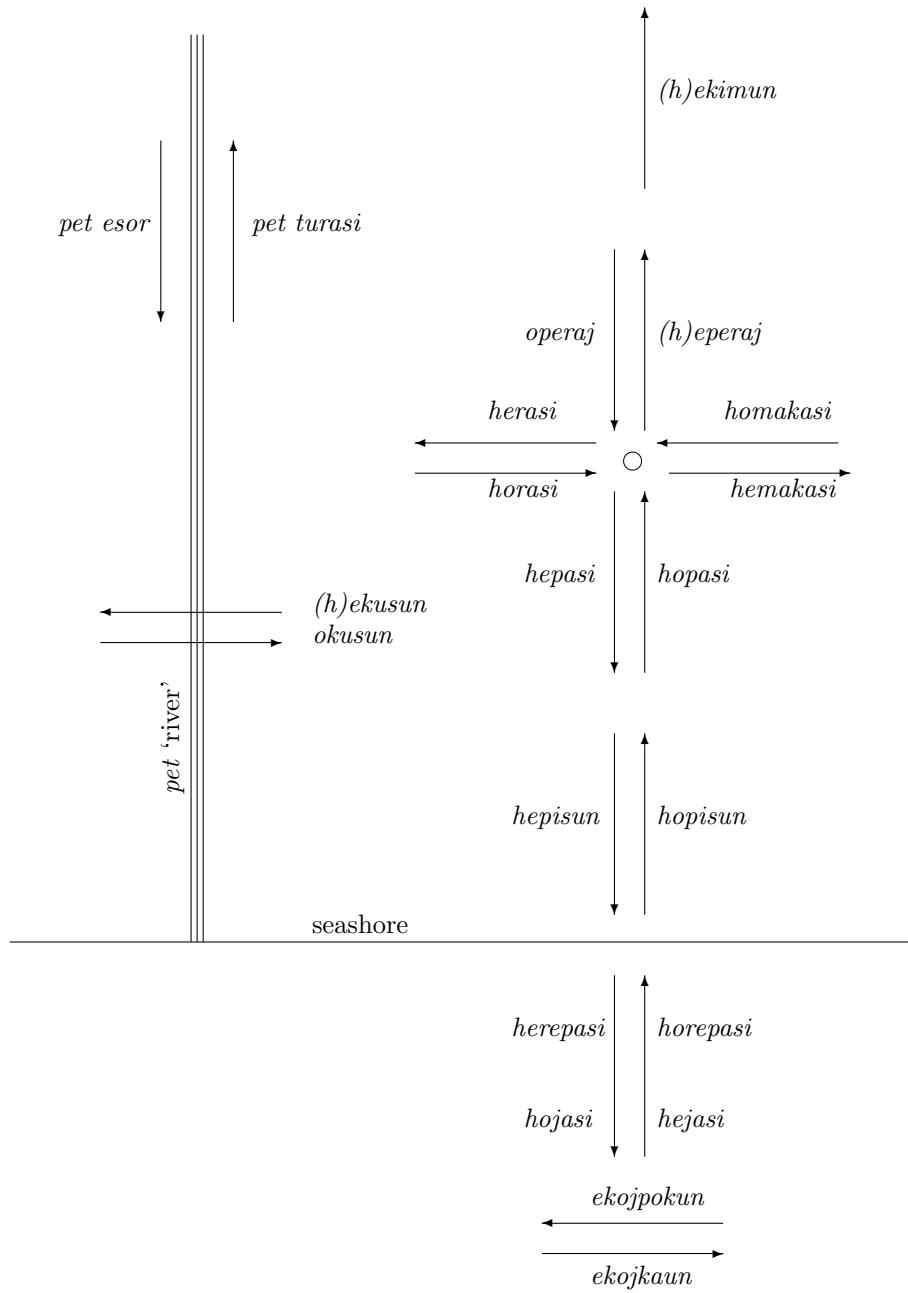 (h)ekimun
pet esor
pet turasi
operaj
(h)eperaj
herasi
homakasi
horasi
hemakasi
hepasi
hopasi
(h)ekusun
okusun
pet ‘river’
hepisun
hopisun
seashore
herepasi
horepasi
hojasi
hejasi
ekojpokun
ekojkaun